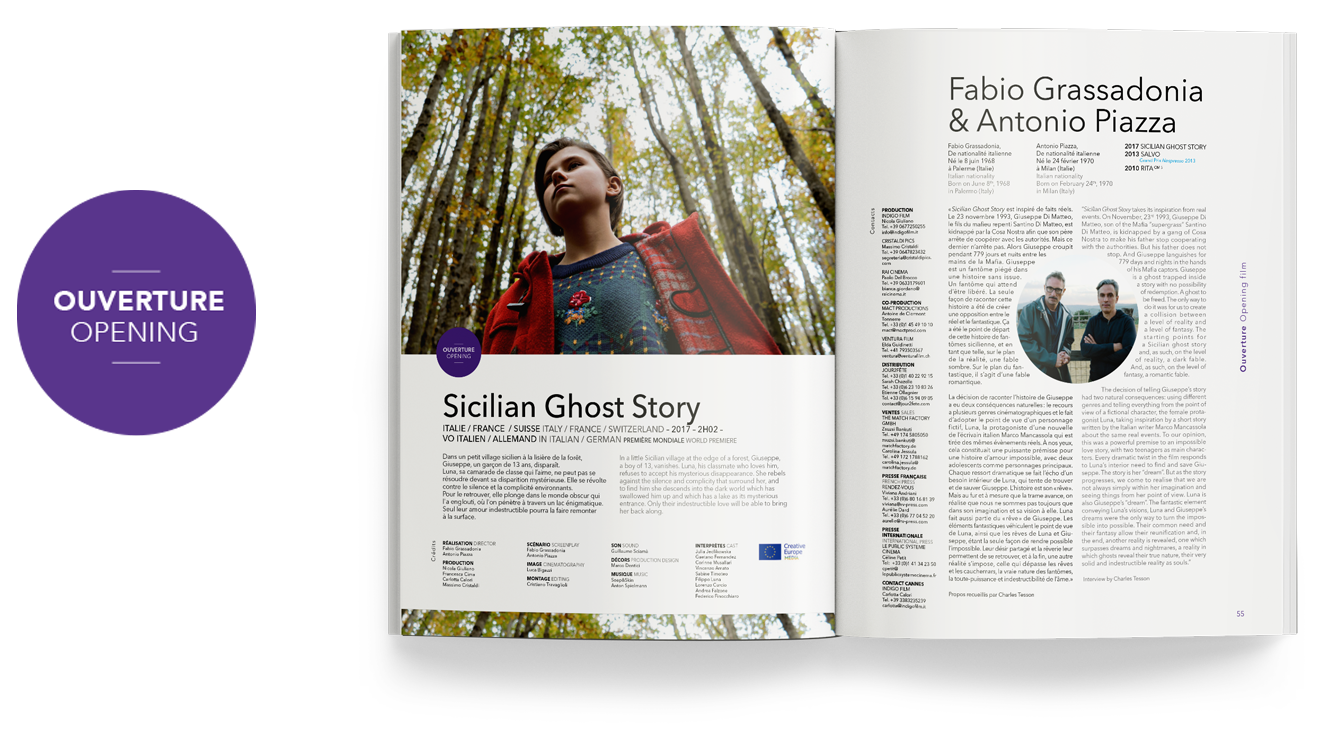 OUVERTURE
OPENING
OUVERTURE
OPENING
Sicilian Ghost Story
ITALIE / FRANCE / SUISSE ITALY / FRANCE / SWITZERLAND - 2017 - 2H02 -
VO ITALIEN / ALLEMAND IN ITALIAN / GERMAN PREMIÈRE MONDIALE WORLD PREMIERE
Dans un petit village sicilien à la lisière de la forêt,
Giuseppe, un garçon de 13 ans, disparaît.
Luna, sa camarade de classe qui l'aime, ne peut pas se
résoudre devant sa disparition mystérieuse. Elle se révolte
contre le silence et la complicité environnants.
Pour le retrouver, elle plonge dans le monde obscur qui
l'a englouti, où l'on pénètre à travers un lac énigmatique.
Seul leur amour indestructible pourra la faire remonter
à la surface.
In a little Sicilian village at the edge of a forest, Giuseppe,
a boy of 13, vanishes. Luna, his classmate who loves him,
refuses to accept his mysterious disappearance. She rebels
against the silence and complicity that surround her, and
to find him she descends into the dark world which has
swallowed him up and which has a lake as its mysterious
entrance. Only their indestructible love will be able to bring
her back along.
Crédits
RÉALISATION DIRECTOR
Fabio Grassadonia
Antonio Piazza
PRODUCTION
Nicola Giuliano
Francesca Cima
Carlotta Calori
Massimo Cristaldi
SCÉNARIO SCREENPLAY
Fabio Grassadonia
Antonio Piazza
IMAGE CINEMATOGRAPHY
Luca Bigazzi
MONTAGE EDITING
Cristiano Travaglioli
SON SOUND
Guillaume Sciama
DÉCORS PRODUCTION DESIGN
Marco Dentici
MUSIQUE MUSIC
Soap&Skin
Anton Spielmann
INTERPRÈTES CAST
Julia Jedlikowska
Gaetano Fernandez
Corinne Musallari
Vincenzo Amato
Sabine Timoteo
Filippo Luna
Lorenzo Curcio
Andrea Falzone
Federico Finocchiaro
Creative
Europe
MEDIA
Fabio Grassadonia
& Antonio Piazza
Fabio Grassadonia,
De nationalité italienne
Né le 8 juin 1968
à Palerme (Italie)
Italian nationality
Born on June 8th, 1968
in Palermo (Italy)
Antonio Piazza,
De nationalité italienne
Né le 24 février 1970
à Milan (Italie)
Italian nationality
Born on February 24th, 1970
in Milan (Italy)
2017 SICILIAN GHOST STORY
2013 SALVO
Grand Prix Nespresso 2013
2010 RITA CM
Contacts
PRODUCTION
INDIGO FILM
Nicola Giuliano
CRISTALDI PICS
Massimo Cristaldi
RAI CINEMA
Paolo Del Brocco
CO-PRODUCTION
MACT PRODUCTIONS
Antoine de Clermont
Tonnerre
VENTURA FILM
Elda Guidinetti
DISTRIBUTION
JOUR2FÊTE
Sarah Chazelle
Etienne Ollagnier
VENTES SALES
THE MATCH FACTORY
GMBH
PRESSE FRANÇAISE
FRENCH PRESS
RENDEZ-VOUS
Viviana Andriani
Aurélie Dard
PRESSE
INTERNATIONALE
INTERNATIONAL PRESS
LE PUBLIC SYSTEME
CINEMA
Céline Petit
CONTACT CANNES
INDIGO FILM
Carlotta Calori
« Sicilian Ghost Story est inspiré de faits réels.
Le 23 novembre 1993, Giuseppe Di Matteo,
le fils du mafieu repenti Santino Di Matteo, est
kidnappé par la Cosa Nostra afin que son père
arrête de coopérer avec les autorités. Mais ce
dernier n'arrête pas. Alors Giuseppe croupit
pendant 779 jours et nuits entre les
mains de la Mafia. Giuseppe
est un fantôme piégé dans
une histoire sans issue.
Un fantôme qui attend
d'être libéré. La seule
façon de raconter cette
histoire a été de créer
une opposition entre le
réel et le fantastique. Ça
a été le point de départ
de cette histoire de fan-
tômes sicilienne, et en
tant que telle, sur le plan
de la réalité, une fable
sombre. Sur le plan du fan-
tastique, il s'agit d'une fable
romantique.
La décision de raconter l'histoire de Giuseppe
a eu deux conséquences naturelles : le recours
a plusieurs genres cinématographiques et le fait
d'adopter le point de vue d'un personnage
fictif, Luna, la protagoniste d'une nouvelle
de l'écrivain italien Marco Mancassola qui est
tirée des mêmes événements réels. À nos yeux,
cela constituait une puissante prémisse pour
une histoire d'amour impossible, avec deux
adolescents comme personnages principaux.
Chaque ressort dramatique se fait l'écho d'un
besoin intérieur de Luna, qui tente de trouver
et de sauver Giuseppe. L'histoire est son « rêve ».
Mais au fur et à mesure que la trame avance, on
réalise que nous ne sommes pas toujours dans
dans son imagination et sa vision à elle. Luna
fait aussi partie du « rêve » de Giuseppe. Les
éléments fantastiques véhiculent le point de vue
de Luna, ainsi que les rêves de Luna et Giu-
seppe, étant la seule façon de rendre possible
l'impossible. Leur désir partagé et la rêverie leur
permettent de se retrouver, et à la fin, une autre
réalité s'impose, celle qui dépasse les rêves
et les cauchemars, la vraie nature des fantômes,
la toute-puissance et indestructibilité de l'âme.»
Propos recueillis par Charles Tesson
"Sicilian Ghost Story takes its inspiration from real
events. On November, 23rd 1993, Giuseppe Di
Matteo, son of the Mafia "supergrass" Santino
Di Matteo, is kidnapped by a gang of Cosa
Nostra to make his father stop cooperating
with the authorities. But his father does not
stop. And Giuseppe languishes for
779 days and nights in the hands
of his Mafia captors. Giuseppe
is a ghost trapped inside
a story with no possibility
of redemption. A ghost to
be freed. The only way to
do it was for us to create
a collision between
a level of reality and
a level of fantasy. The
starting points for
a Sicilian ghost story
and, as such, on the level
of reality, a dark fable.
And, as such, on the level of
fantasy, a romantic fable.
The decision of telling Giuseppe's story
had two natural consequences: using different
genres and telling everything from the point of
view of a fictional character, the female prota-
gonist Luna, taking inspiration by a short story
written by the Italian writer Marco Mancassola
about the same real events. To our opinion,
this was a powerful premise to an impossible
love story, with two teenagers as main charac-
ters. Every dramatic twist in the film responds
to Luna's interior need to find and save Giu-
seppe. The story is her "dream". But as the story
progresses, we come to realise that we are
not always simply within her imagination and
seeing things from her point of view. Luna is
also Giuseppe's "dream". The fantastic element
conveys Luna's pov, and Luna and Giuseppe's
dreams were the only way to turn the impos-
sible into possible. Their common need and
their fantasy allow their reunification and, in
the end, another reality is revealed, one which
surpasses dreams and nightmares, a reality in
which ghosts reveal their true nature, their very
solid and indestructible reality as souls."
Interview by Charles Tesson
Ouverture Opening film
55